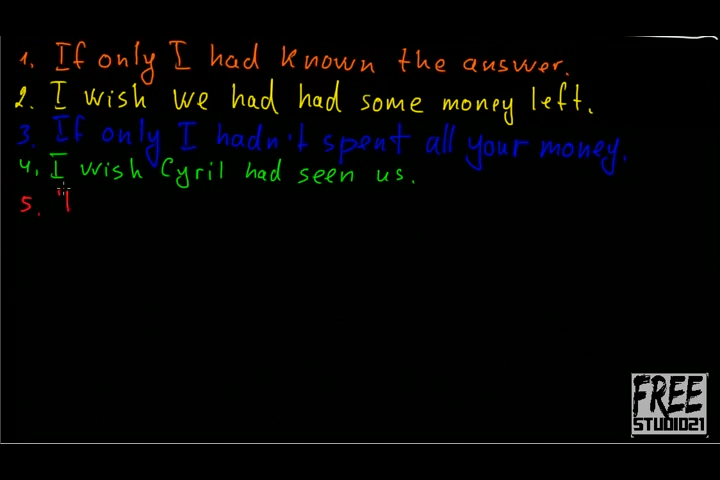 1. If only I had known the answer.
2. I wish we had had some money left.
3. If only I hadn't spent all your money.
4. I wish Cyril had seen us.
5.
FREE
STUDIO21